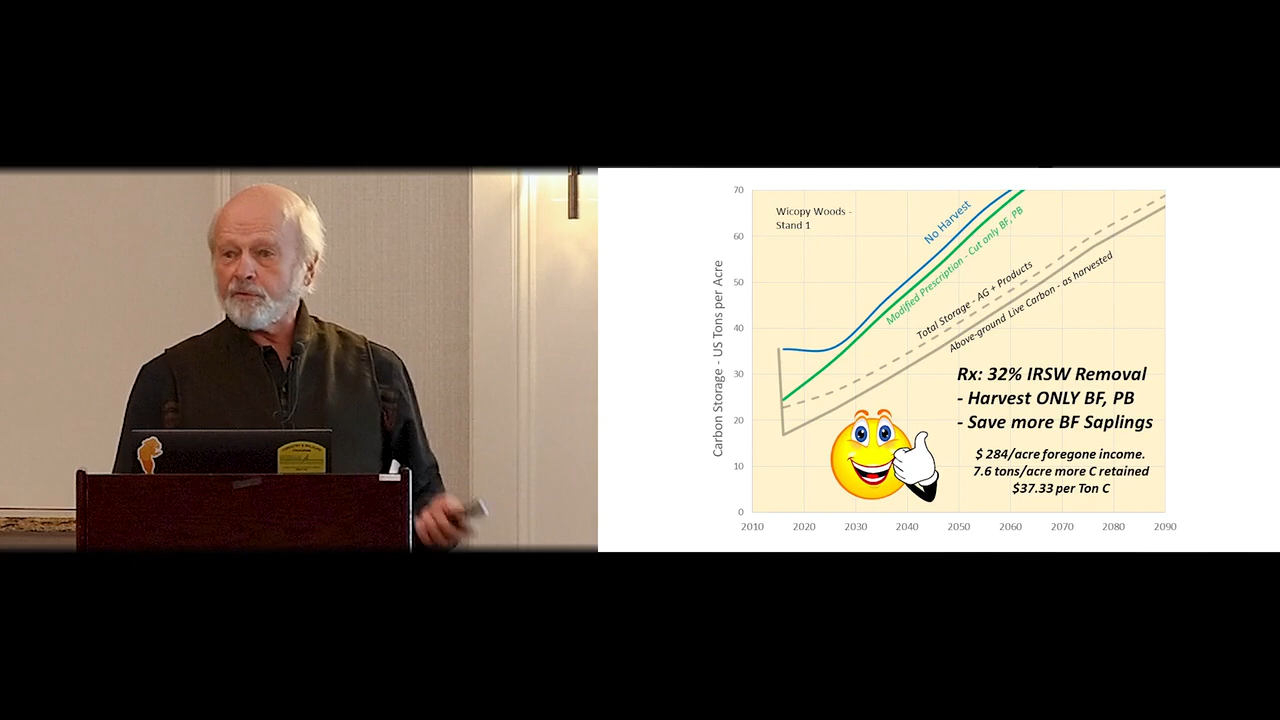 70
60
50
40
30
20
10
0
Carbon Storage - US Tons per Acre
Wicopy Woods -
Stand 1
No Harvest
Modified Prescription - Cut only BF, PB
Total Storage - AG + Products
Above-ground Live Carbon - as harvested
Rx: 32% IRSW Removal
- Harvest ONLY BF, PB
- Save more BF Saplings
$ 284/acre foregone income.
7.6 tons/acre more C retained
$37.33 per Ton C
2010 2020 2030 2040 2050 2060 2070 2080 2090